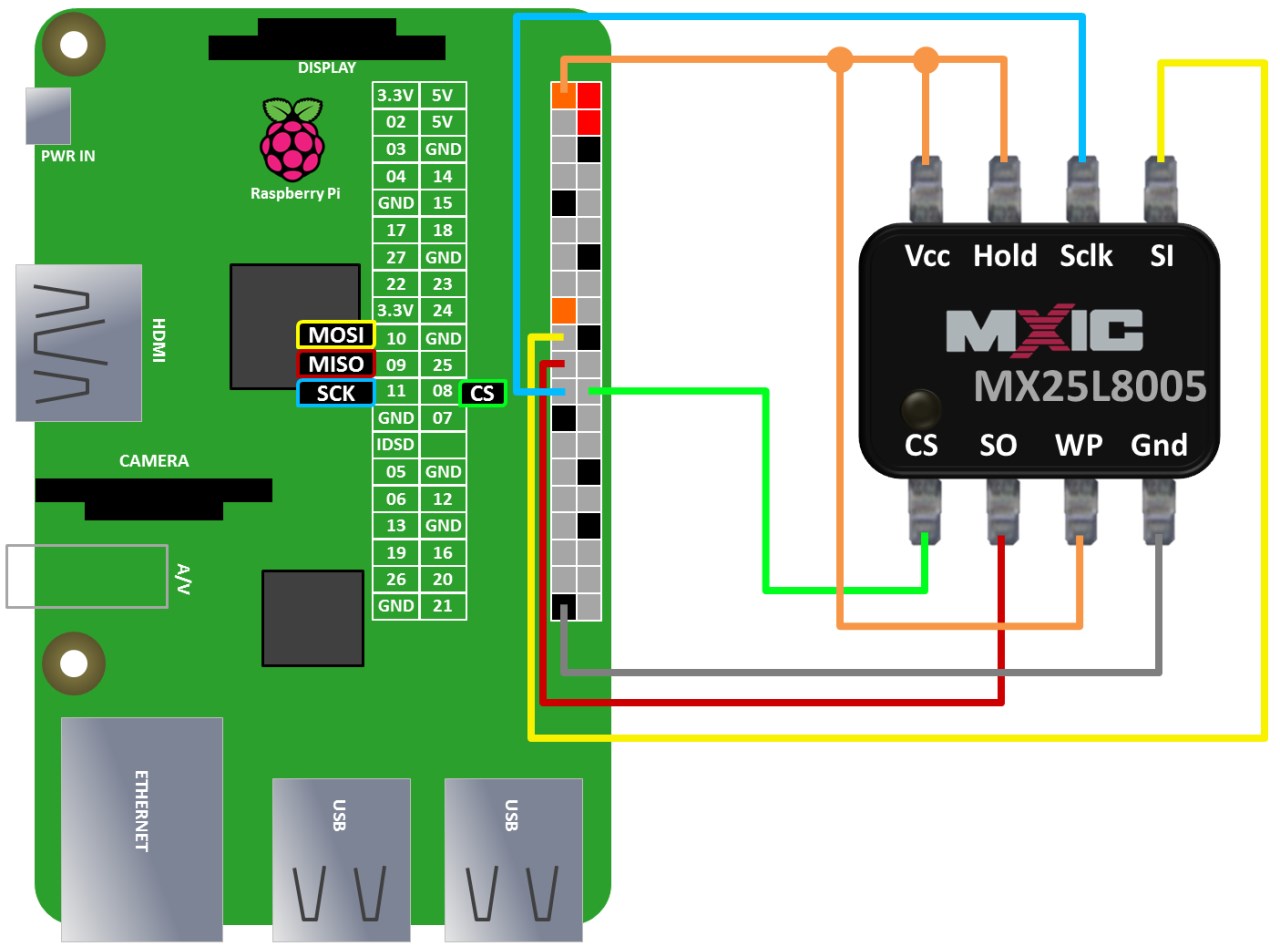 DISPLAY
PWR IN
Raspberry Pi
3.3V 5V
02 5V
03 GND
04 14
GND 15
17 18
27 GND
22 23
3.3V 24
MOSI 10 GND
MISO 09 25
SCK 11 08 CS
GND 07
IDSD
05 GND
06 12
13 GND
19 16
26 20
GND 21
HDMI
CAMERA
A/V
ETHERNET
USB
USB
Vcc Hold Sclk SI
MXIC
MX25L8005
CS SO WP Gnd